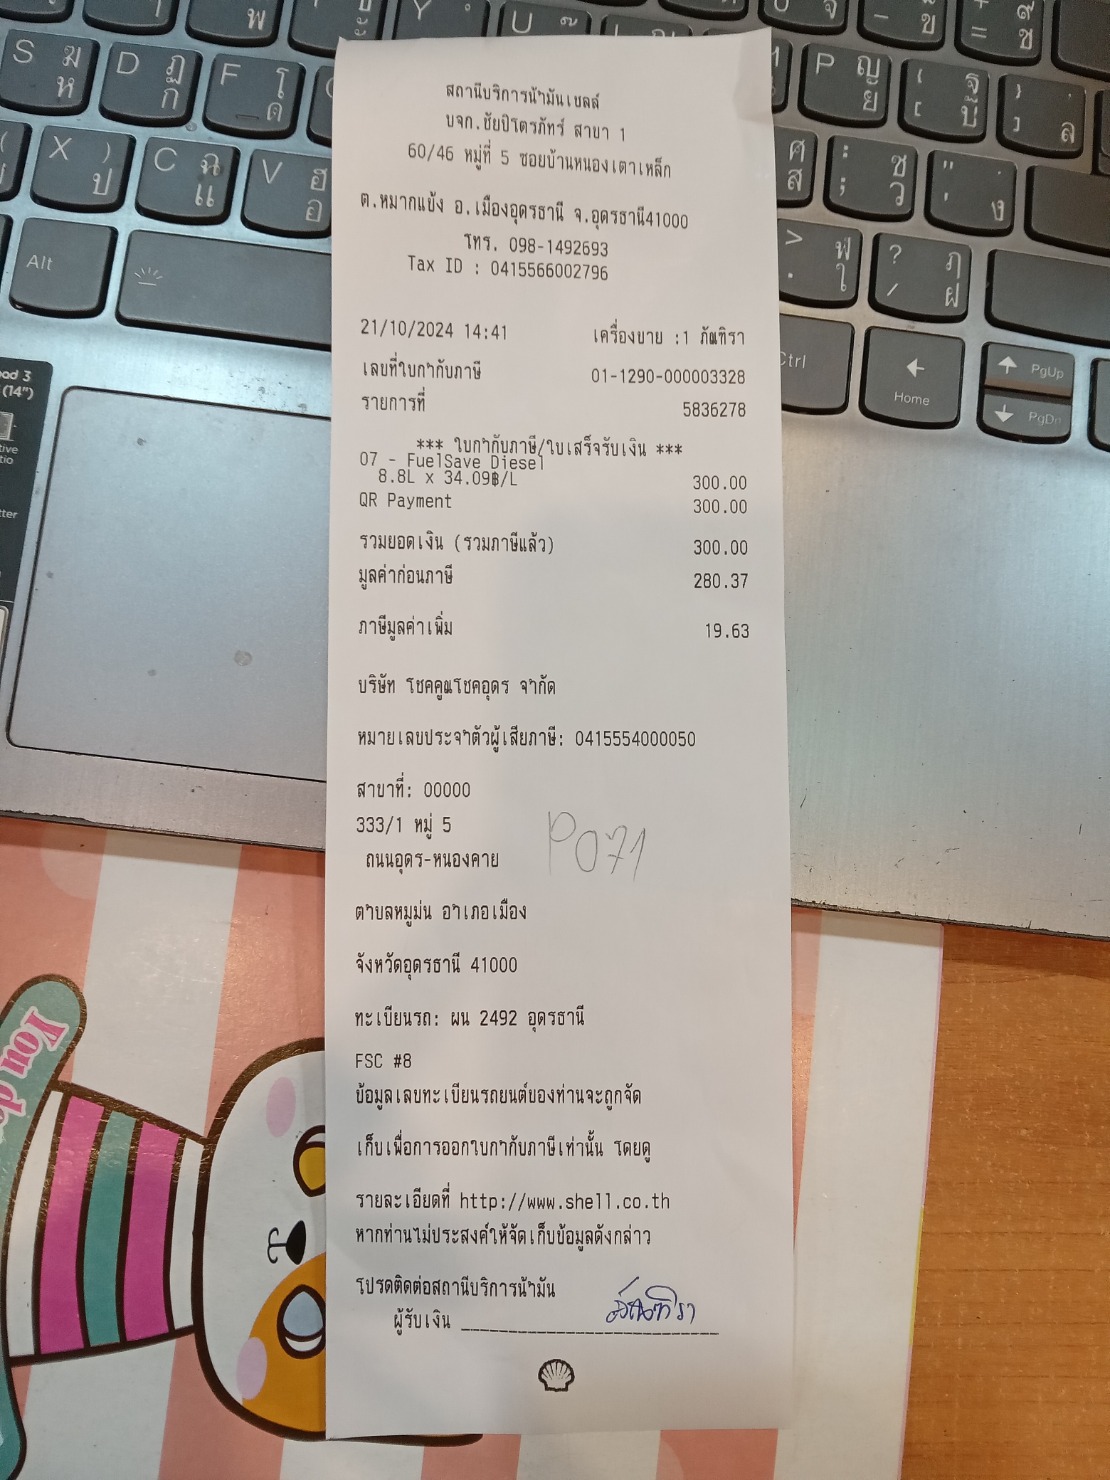 สถานีบริการน้ำมันเชลล์
บจก.ชัยปิโตรภัทร์ สาขา 1
60/46 หมู่ที่ 5 ซอยบ้านหนองเตาเหล็ก
ต.หมากแข้ง อ.เมืองอุดรธานี จ.อุดรธานี41000
โทร. 098-1492693
Tax ID : 0415566002796
21/10/2024 14:41 เครื่องขาย :1 ภัณฑิรา
เลขที่ใบกำกับภาษี 01-1290-000003328
รายการที่ 5836278
*** ใบกำกับภาษี/ใบเสร็จรับเงิน ***
07 - FuelSave Diesel
8.8L x 34.09฿/L 300.00
QR Payment 300.00
รวมยอดเงิน (รวมภาษีแล้ว) 300.00
มูลค่าก่อนภาษี 280.37
ภาษีมูลค่าเพิ่ม 19.63
บริษัท โชคคูณโชคอุดร จำกัด
หมายเลขประจำตัวผู้เสียภาษี: 0415554000050
สาขาที่: 00000
333/1 หมู่ 5
ถนนอุดร-หนองคาย
P071
ตำบลหมูม่น อำเภอเมือง
จังหวัดอุดรธานี 41000
ทะเบียนรถ: ผน 2492 อุดรธานี
FSC #8
ข้อมูลเลขทะเบียนรถยนต์ของท่านจะถูกจัด
เก็บเพื่อการออกใบกำกับภาษีเท่านั้น โดยดู
รายละเอียดที่ http://www.shell.co.th
หากท่านไม่ประสงค์ให้จัดเก็บข้อมูลดังกล่าว
โปรดติดต่อสถานีบริการน้ำมัน
ผู้รับเงิน ภัณฑิรา
Alt
Ctrl
Home
PgUp
PgDn
You